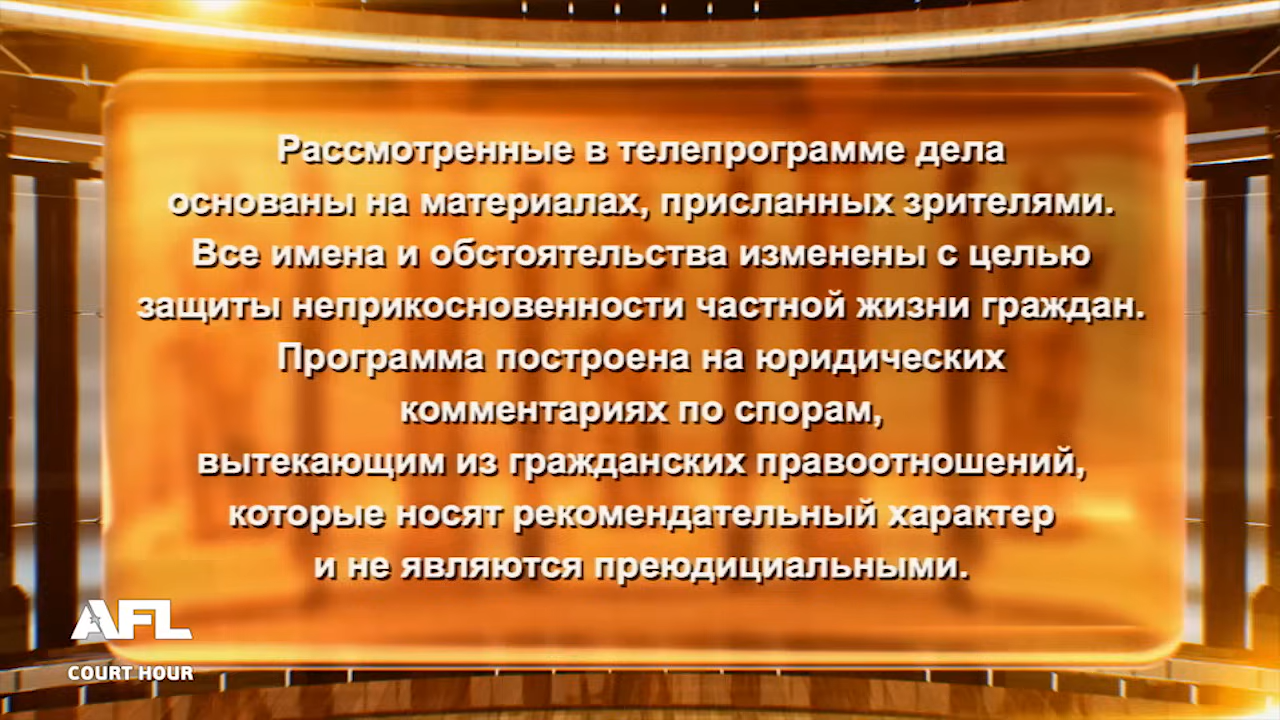 Рассмотренные в телепрограмме дела
основаны на материалах, присланных зрителями.
Все имена и обстоятельства изменены с целью
защиты неприкосновенности частной жизни граждан.
Программа построена на юридических
комментариях по спорам,
вытекающим из гражданских правоотношений,
которые носят рекомендательный характер
и не являются преюдициальными.
AFL
COURT HOUR